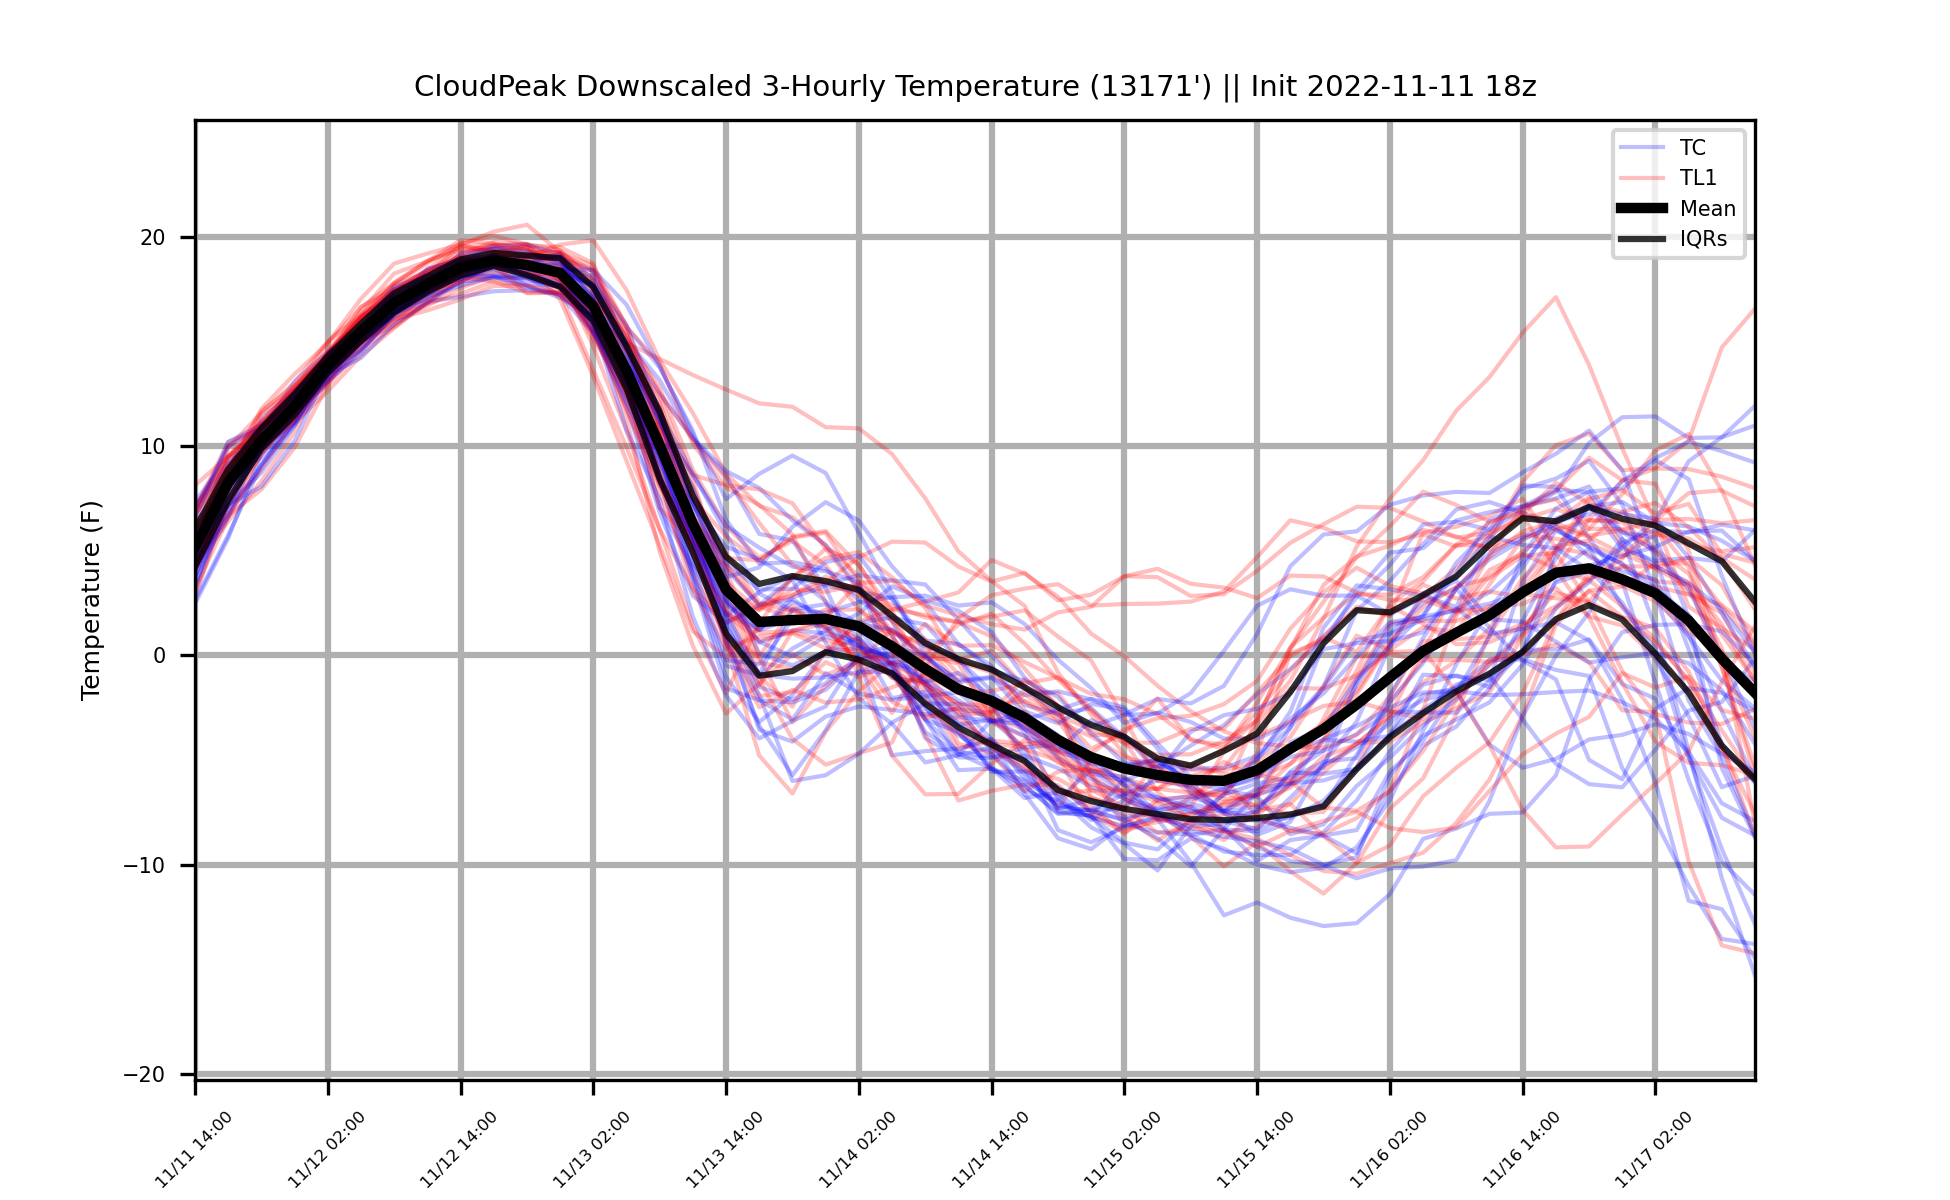 CloudPeak Downscaled 3-Hourly Temperature (13171') || Init 2022-11-11 18z
TC
TL1
Mean
IQRs
Temperature (F)
20
10
0
−10
−20
11/11 14:00
11/12 02:00
11/12 14:00
11/13 02:00
11/13 14:00
11/14 02:00
11/14 14:00
11/15 02:00
11/15 14:00
11/16 02:00
11/16 14:00
11/17 02:00